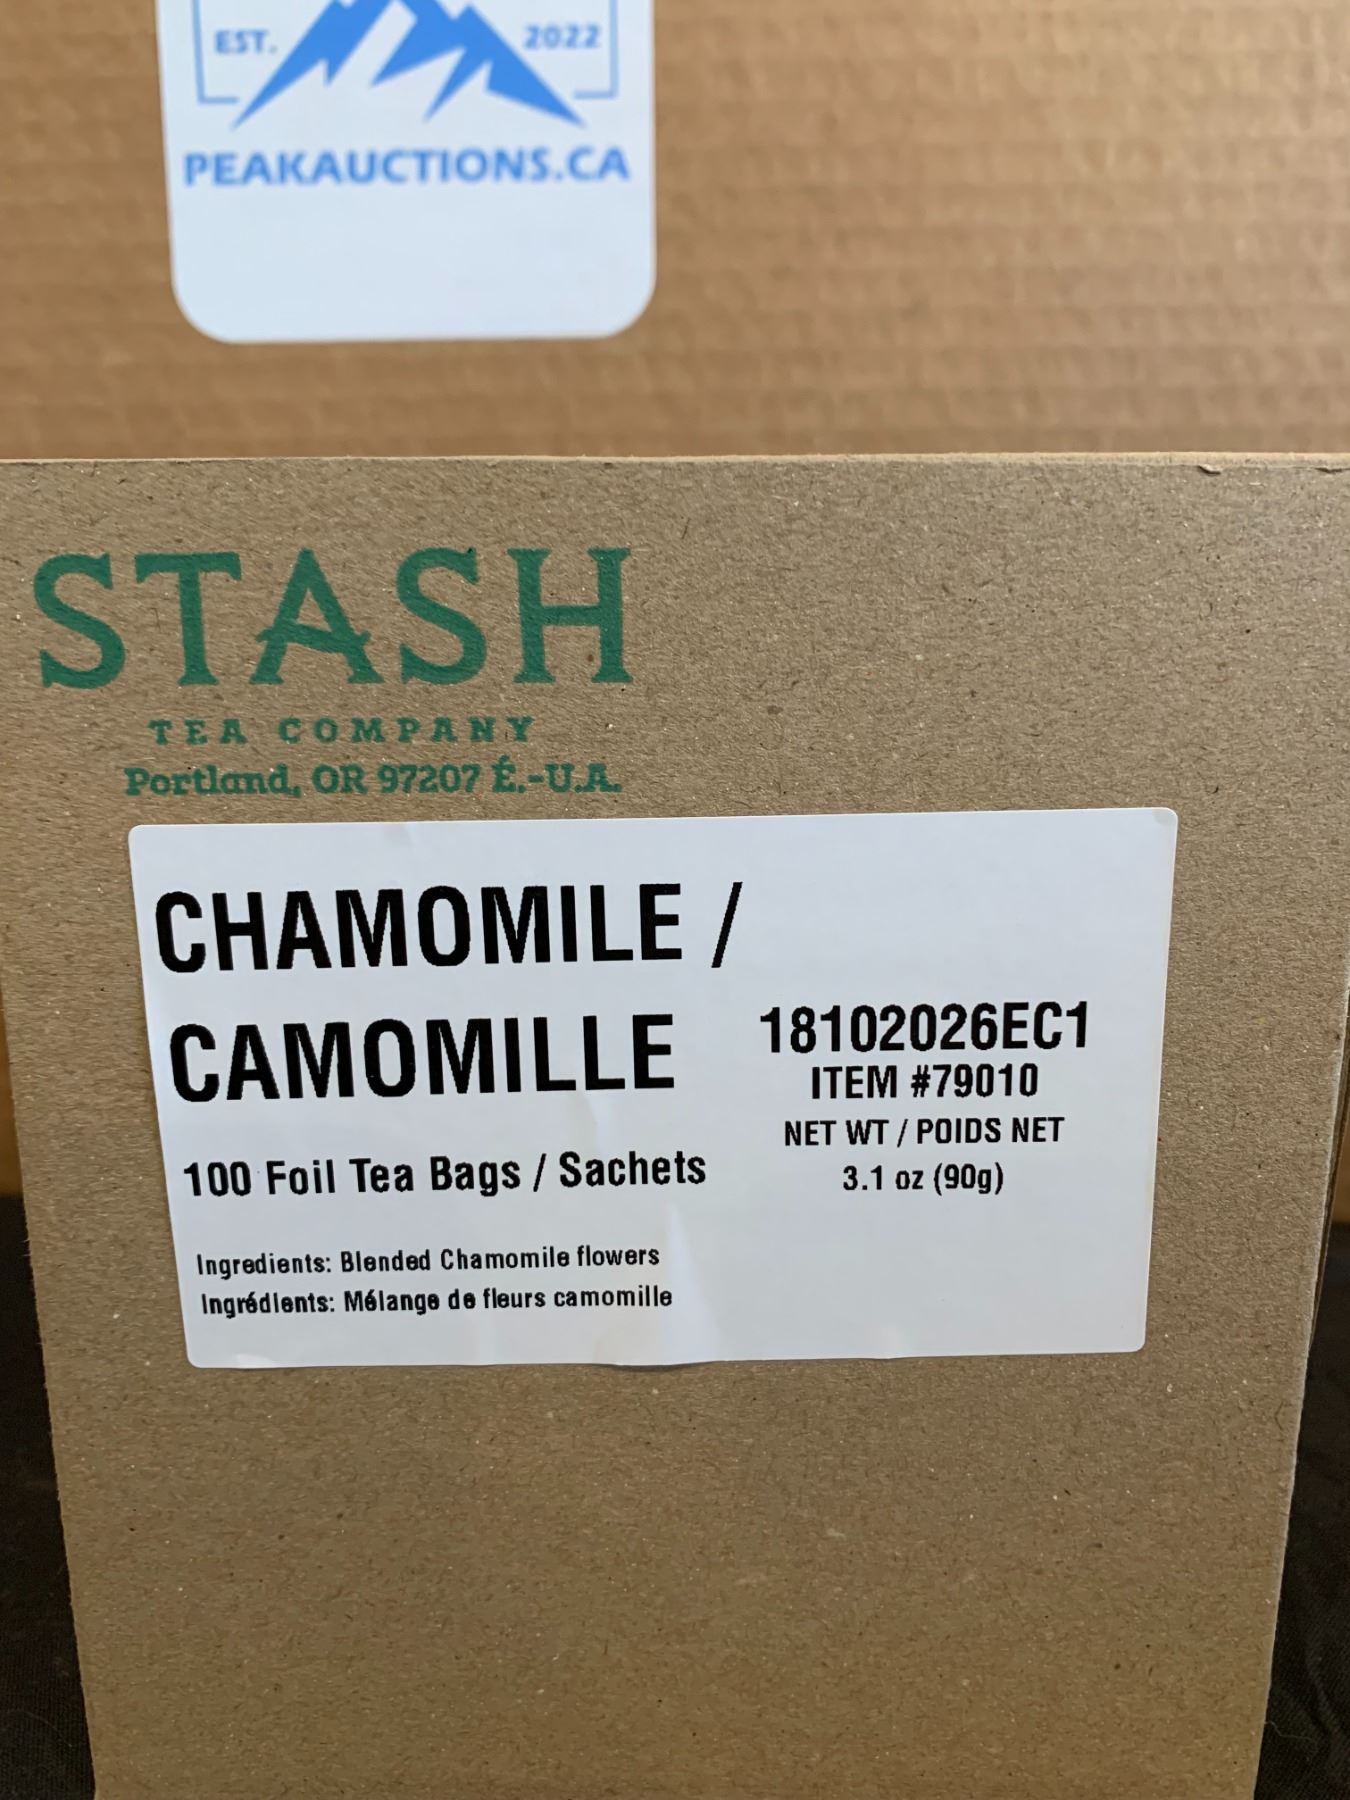 EST. 2022
PEAKAUCTIONS.CA
STASH
TEA COMPANY
Portland, OR 97207 É.-U.A.
CHAMOMILE /
CAMOMILLE
100 Foil Tea Bags / Sachets
Ingredients: Blended Chamomile flowers
Ingrédients: Mélange de fleurs camomille
18102026EC1
ITEM #79010
NET WT / POIDS NET
3.1 oz (90g)